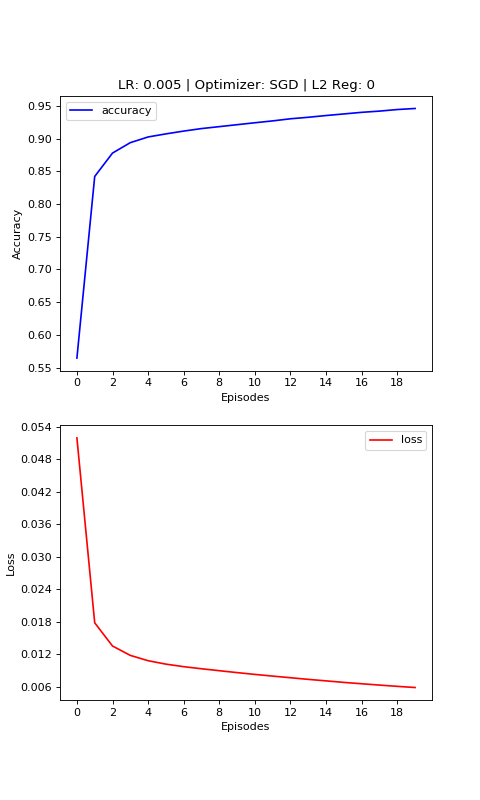 LR: 0.005 | Optimizer: SGD | L2 Reg: 0
accuracy
0.95
0.90
0.85
0.80
0.75
0.70
0.65
0.60
0.55
Accuracy
0 2 4 6 8 10 12 14 16 18
Episodes
loss
0.054
0.048
0.042
0.036
0.030
0.024
0.018
0.012
0.006
Loss
0 2 4 6 8 10 12 14 16 18
Episodes